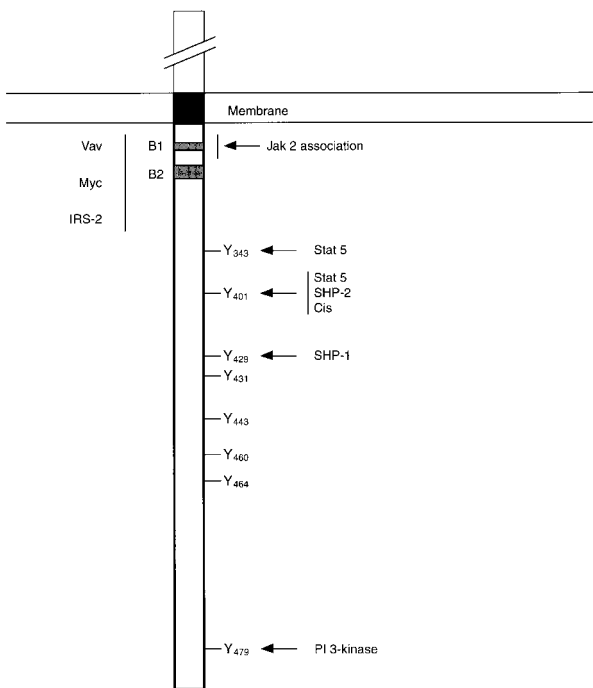 Membrane
Vav B1 Jak 2 association
B2
Myc
IRS-2
Y343 Stat 5
Stat 5
Y401 SHP-2
Cis
Y429 SHP-1
Y431
Y443
Y460
Y464
Y479 PI 3-kinase